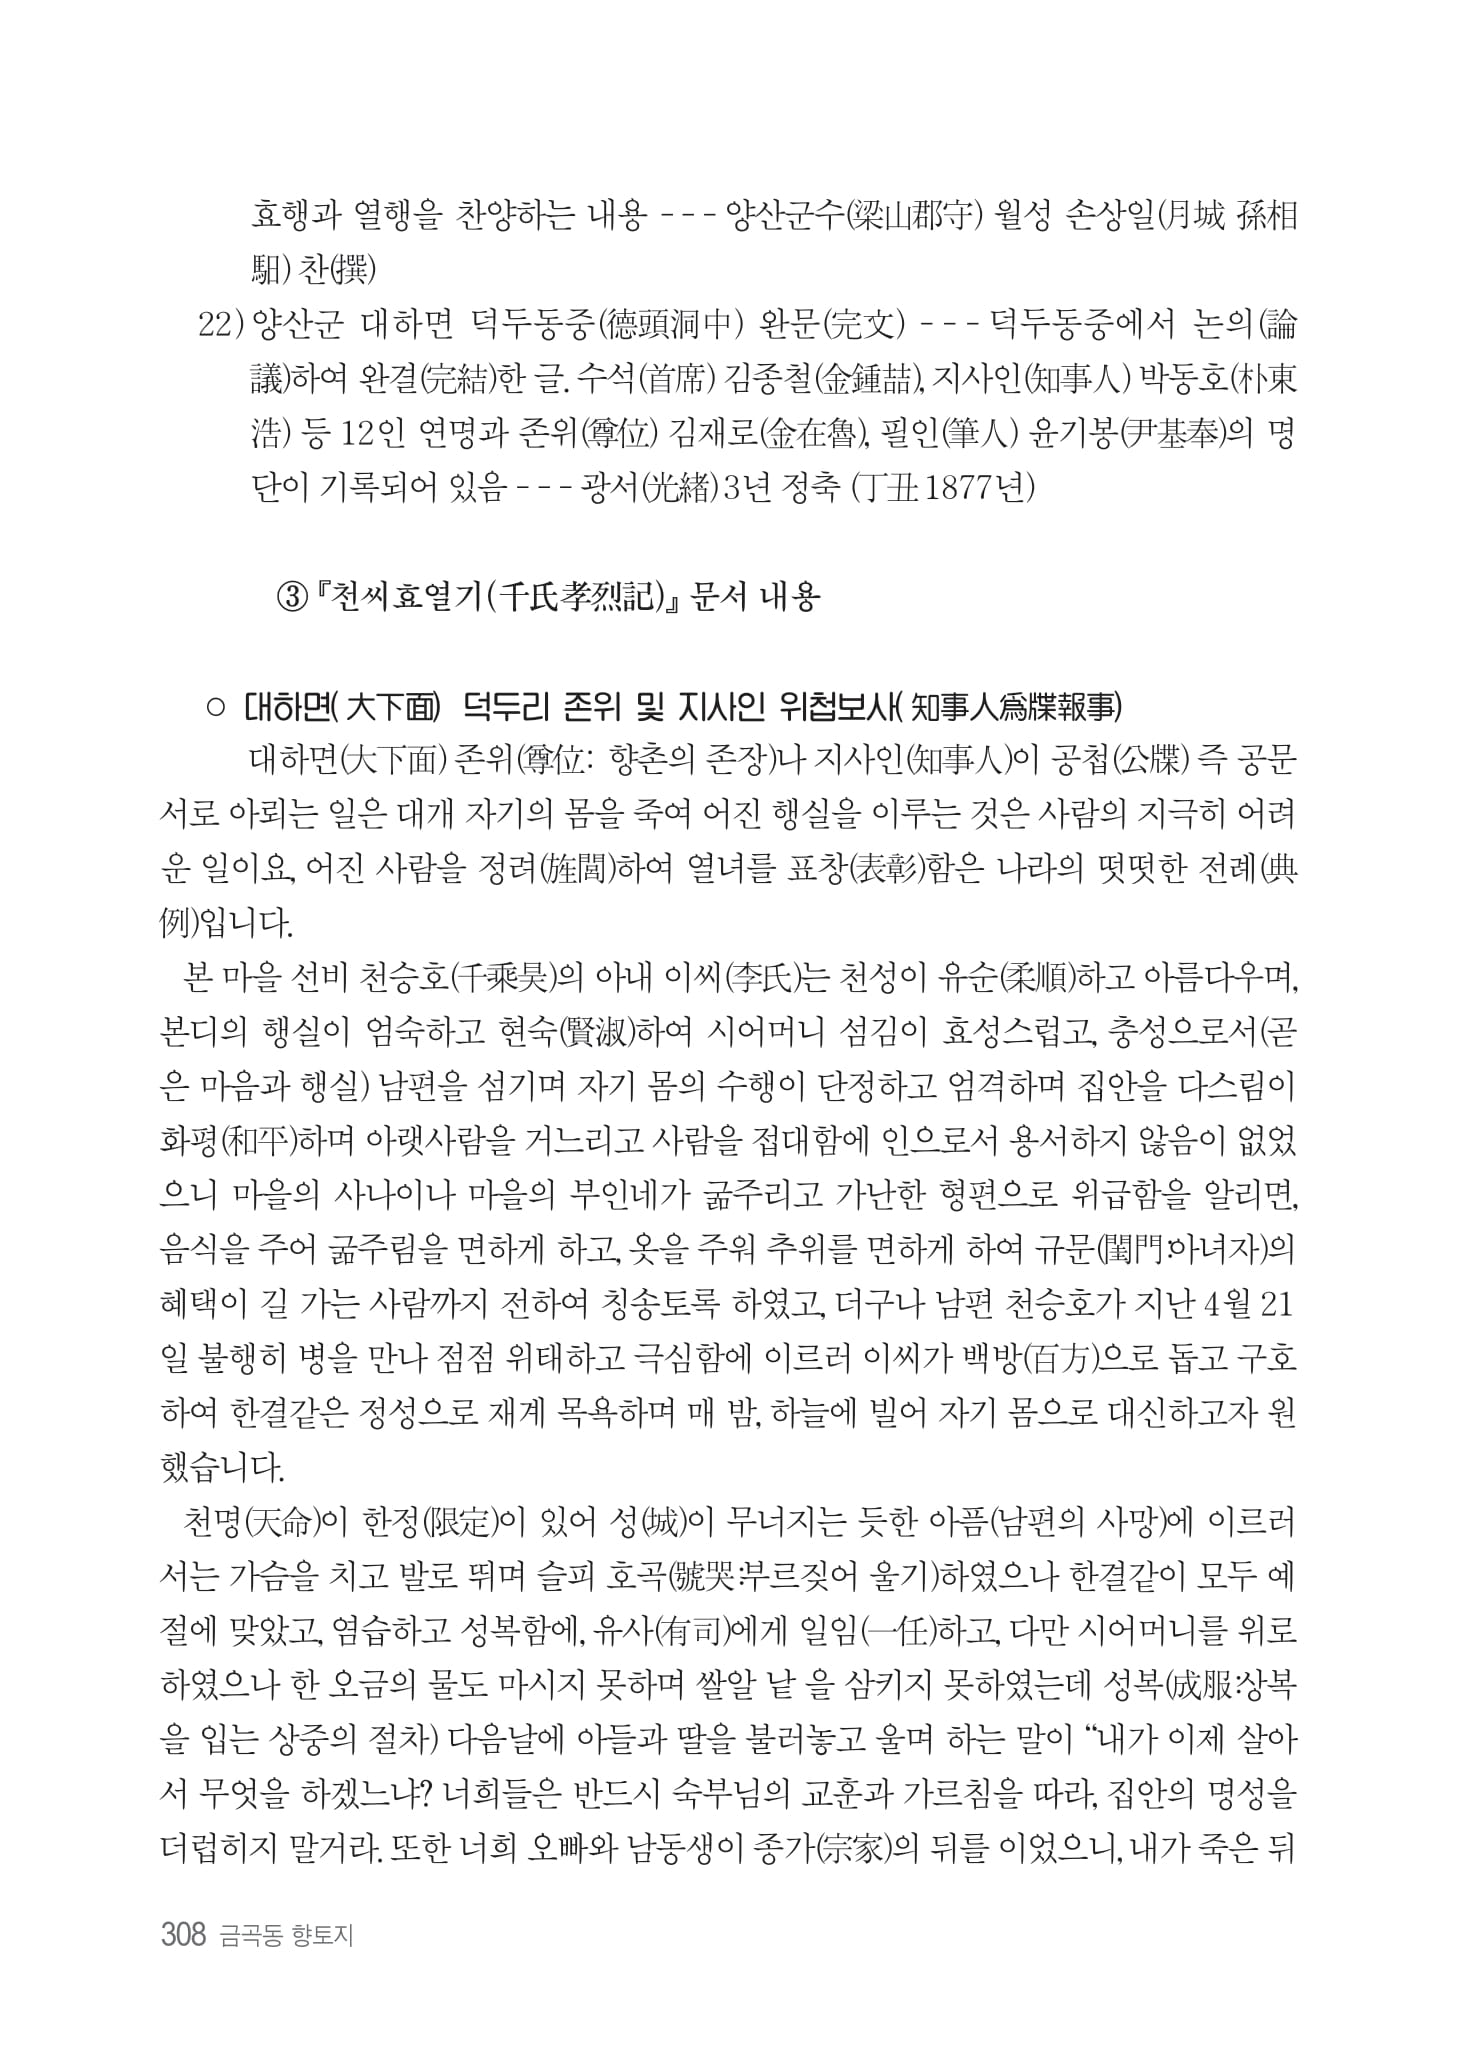 효행과 열행을 찬양하는 내용 - - - 양산군수(梁山郡守) 월성 손상일(月城 孫相
馹) 찬(撰)
22) 양산군 대하면 덕두동중(德頭洞中) 완문(完文) - - - 덕두동중에서 논의(論
議)하여 완결(完結)한 글. 수석(首席) 김종철(金鍾喆), 지사인(知事人) 박동호(朴東
浩) 등 12인 연명과 존위(尊位) 김재로(金在魯), 필인(筆人) 윤기봉(尹基奉)의 명
단이 기록되어 있음 - - - 광서(光緖) 3년 정축 (丁丑 1877년)
③ 『천씨효열기(千氏孝烈記)』 문서 내용
○ 대하면( 大下面) 덕두리 존위 및 지사인 위첩보사( 知事人爲牒報事)
대하면(大下面) 존위(尊位: 향촌의 존장)나 지사인(知事人)이 공첩(公牒) 즉 공문
서로 아뢰는 일은 대개 자기의 몸을 죽여 어진 행실을 이루는 것은 사람의 지극히 어려
운 일이요, 어진 사람을 정려(旌閭)하여 열녀를 표창(表彰)함은 나라의 떳떳한 전례(典
例)입니다.
본 마을 선비 천승호(千乘昊)의 아내 이씨(李氏)는 천성이 유순(柔順)하고 아름다우며,
본디의 행실이 엄숙하고 현숙(賢淑)하여 시어머니 섬김이 효성스럽고, 충성으로서(곧
은 마음과 행실) 남편을 섬기며 자기 몸의 수행이 단정하고 엄격하며 집안을 다스림이
화평(和平)하며 아랫사람을 거느리고 사람을 접대함에 인으로서 용서하지 않음이 없었
으니 마을의 사나이나 마을의 부인네가 굶주리고 가난한 형편으로 위급함을 알리면,
음식을 주어 굶주림을 면하게 하고, 옷을 주워 추위를 면하게 하여 규문(閨門:아녀자)의
혜택이 길 가는 사람까지 전하여 칭송토록 하였고, 더구나 남편 천승호가 지난 4월 21
일 불행히 병을 만나 점점 위태하고 극심함에 이르러 이씨가 백방(百方)으로 돕고 구호
하여 한결같은 정성으로 재계 목욕하며 매 밤, 하늘에 빌어 자기 몸으로 대신하고자 원
했습니다.
천명(天命)이 한정(限定)이 있어 성(城)이 무너지는 듯한 아픔(남편의 사망)에 이르러
서는 가슴을 치고 발로 뛰며 슬피 호곡(號哭:부르짖어 울기)하였으나 한결같이 모두 예
절에 맞았고, 염습하고 성복함에, 유사(有司)에게 일임(一任)하고, 다만 시어머니를 위로
하였으나 한 오금의 물도 마시지 못하며 쌀알 낱 을 삼키지 못하였는데 성복(成服:상복
을 입는 상중의 절차) 다음날에 아들과 딸을 불러놓고 울며 하는 말이 “내가 이제 살아
서 무엇을 하겠느냐? 너희들은 반드시 숙부님의 교훈과 가르침을 따라, 집안의 명성을
더럽히지 말거라. 또한 너희 오빠와 남동생이 종가(宗家)의 뒤를 이었으니, 내가 죽은 뒤
308 금곡동 향토지